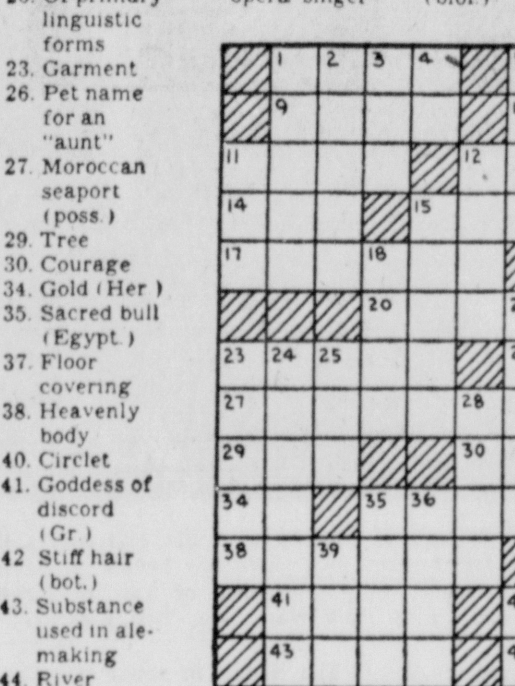 linguistic
forms
23. Garment
26. Pet name
for an
"aunt"
27. Moroccan
seaport
(poss.)
29. Tree
30. Courage
34. Gold (Her )
35. Sacred bull
(Egypt.)
37. Floor
covering
38. Heavenly
body
40. Circlet
41. Goddess of
discord
(Gr.)
42 Stiff hair
(bot.)
43. Substance
used in ale-
making
44. River
opera singer (biol.)
1 2 3 4
9
11 12
14 15
17 18
20
23 24 25
27 28
29 30
34 35 36
38 39
41
43